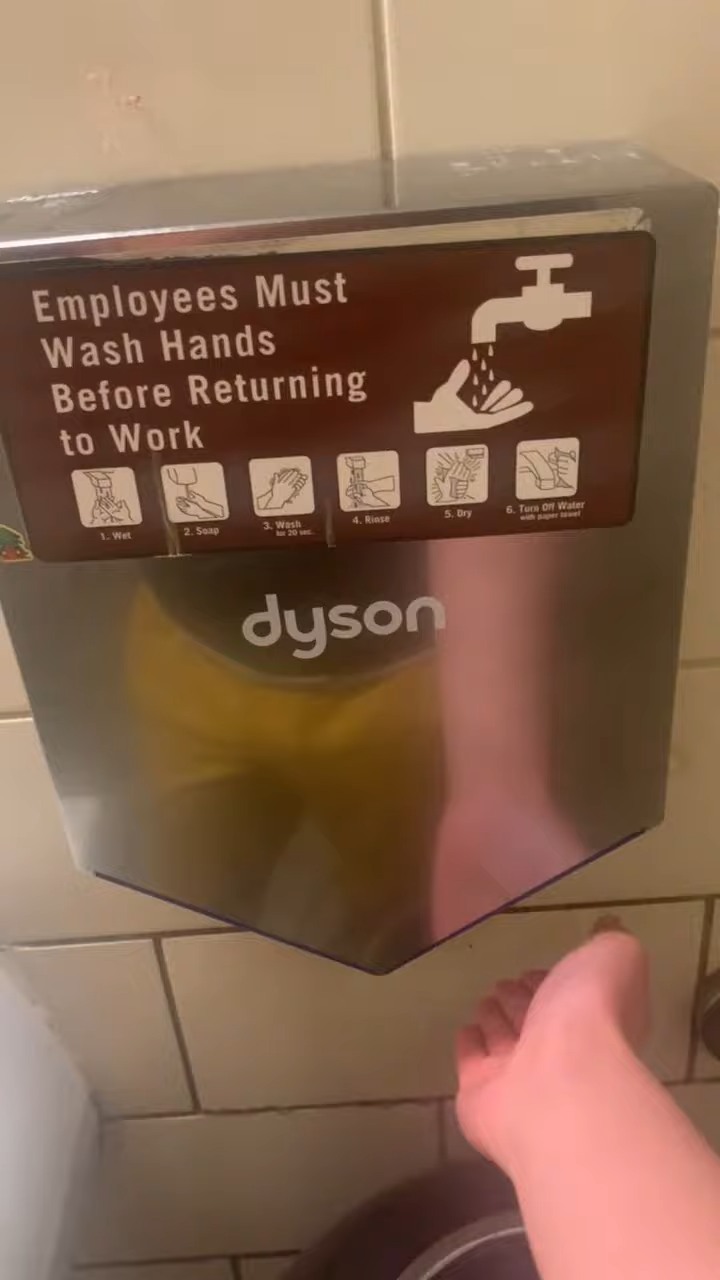 Employees Must
Wash Hands
Before Returning
to Work
1. Wet
2. Soap
3. Wash
for 20 sec.
4. Rinse
5. Dry
6. Turn Off Water
with paper towel
dyson